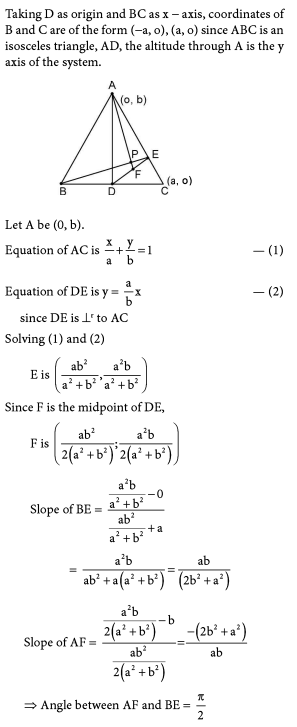 Taking D as origin and BC as x – axis, coordinates of
B and C are of the form (–a, o), (a, o) since ABC is an
isosceles triangle, AD, the altitude through A is the y
axis of the system.
A
(o, b)
P E
F
B D C (a, o)
Let A be (0, b).
Equation of AC is x/a + y/b = 1 — (1)
Equation of DE is y = a/b x — (2)
since DE is ⊥ʳ to AC
Solving (1) and (2)
E is (ab²/(a² + b²), a²b/(a² + b²))
Since F is the midpoint of DE,
F is (ab²/2(a² + b²); a²b/2(a² + b²))
Slope of BE = (a²b/(a² + b²) – 0)/(ab²/(a² + b²) + a)
= a²b/(ab² + a(a² + b²)) = ab/(2b² + a²)
Slope of AF = (a²b/2(a² + b²) – b)/(ab²/2(a² + b²)) = –(2b² + a²)/ab
⇒ Angle between AF and BE = π/2